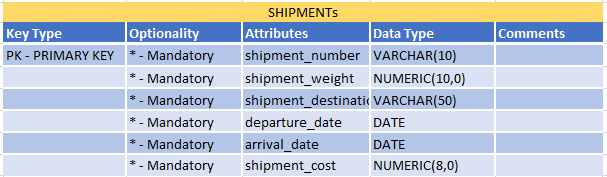 SHIPMENTs
Key Type Optionality Attributes Data Type Comments
PK - PRIMARY KEY * - Mandatory shipment_number VARCHAR(10)
* - Mandatory shipment_weight NUMERIC(10,0)
* - Mandatory shipment_destinatio VARCHAR(50)
* - Mandatory departure_date DATE
* - Mandatory arrival_date DATE
* - Mandatory shipment_cost NUMERIC(8,0)